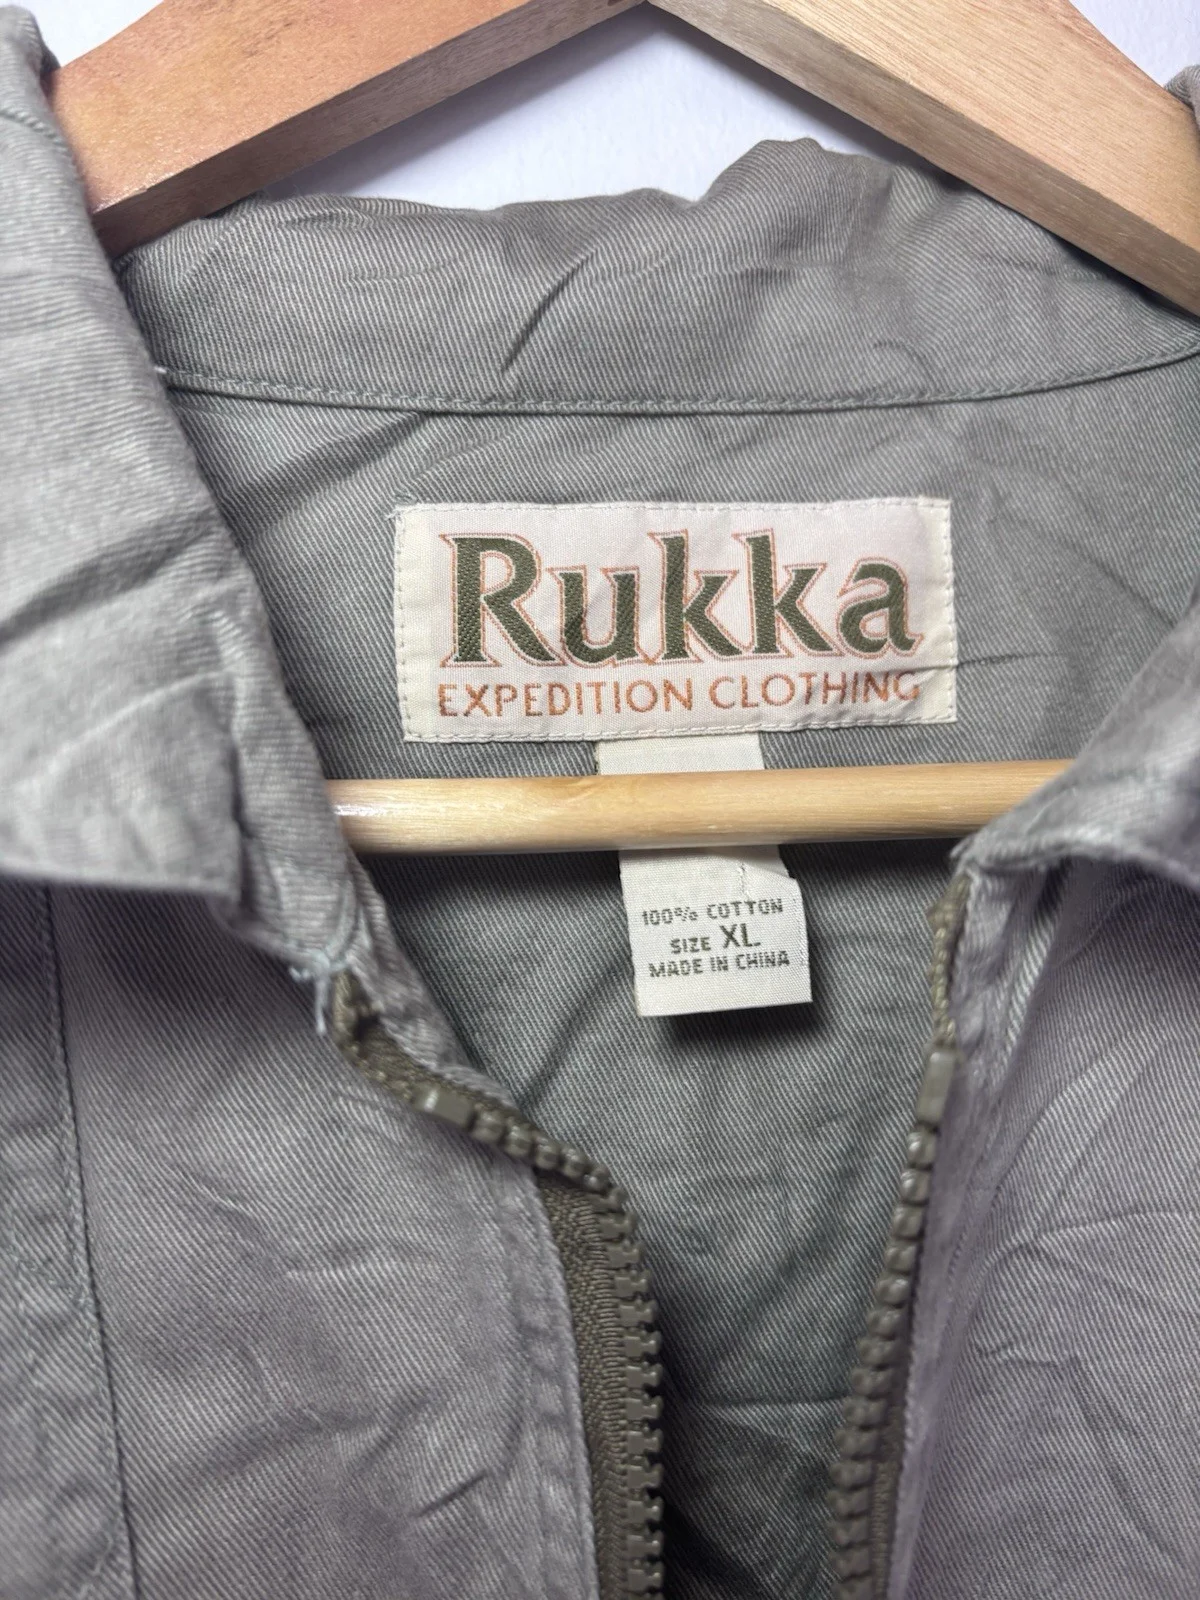 Rukka
EXPEDITION CLOTHING
100% COTTON
SIZE XL
MADE IN CHINA